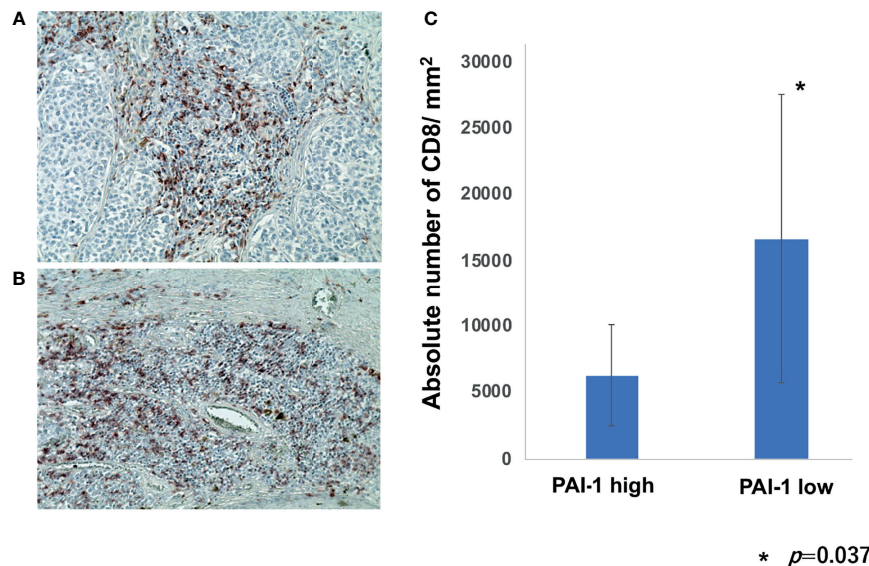 A
B
C
Absolute number of CD8/ mm²
30000
25000
20000
15000
10000
5000
0
PAI-1 high
PAI-1 low
*
* p=0.037